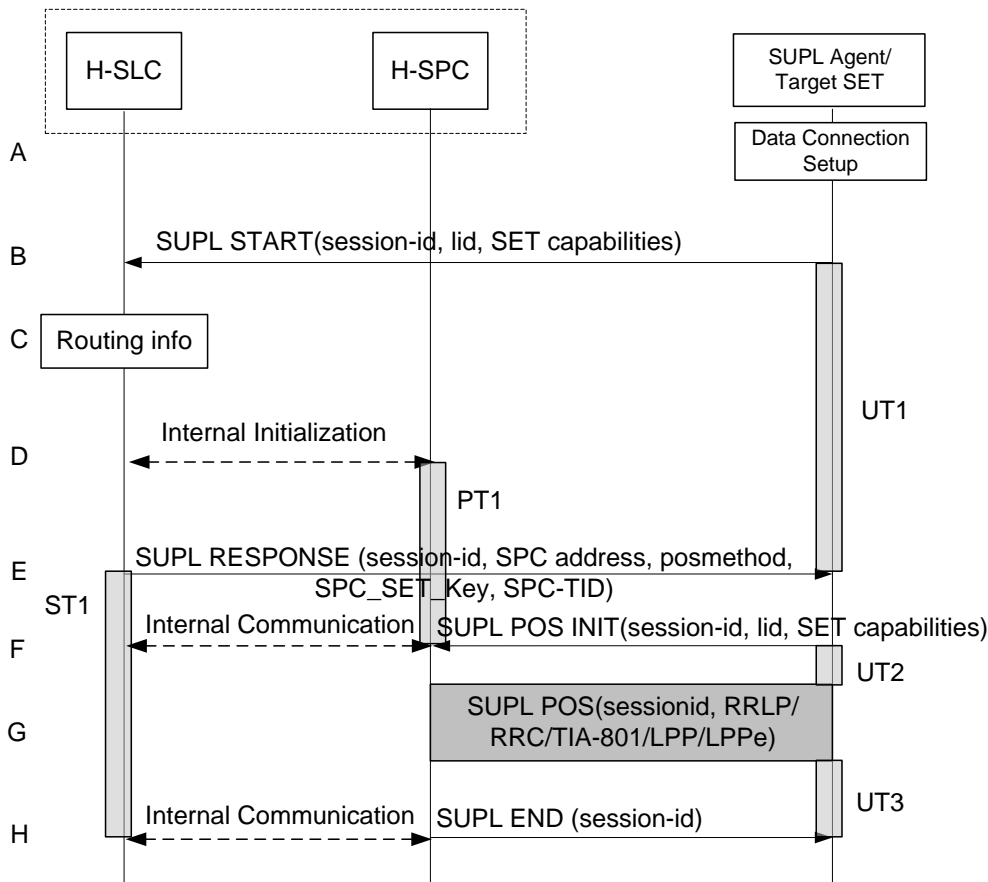 H-SLC
H-SPC
SUPL Agent/
Target SET
A
Data Connection
Setup
B
SUPL START(session-id, lid, SET capabilities)
C
Routing info
UT1
D
Internal Initialization
PT1
E
SUPL RESPONSE (session-id, SPC address, posmethod,
SPC_SET_Key, SPC-TID)
ST1
F
Internal Communication
SUPL POS INIT(session-id, lid, SET capabilities)
UT2
G
SUPL POS(sessionid, RRLP/
RRC/TIA-801/LPP/LPPe)
UT3
H
Internal Communication
SUPL END (session-id)